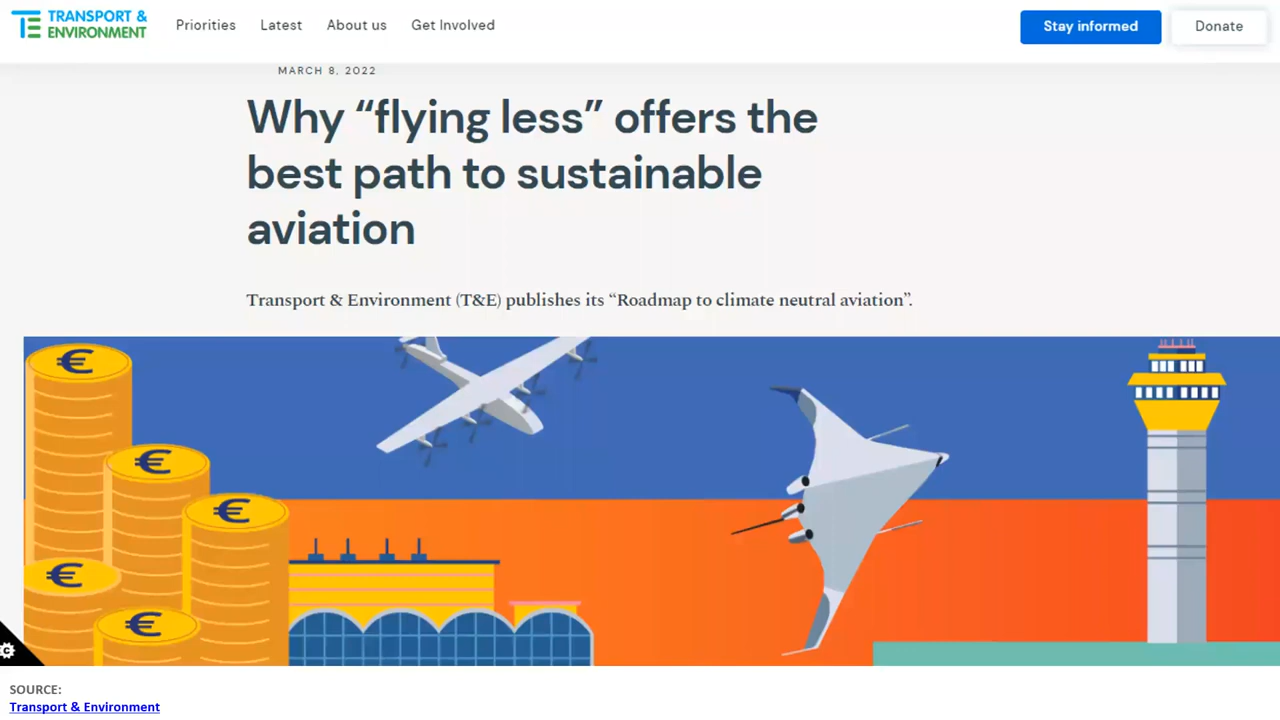 TRANSPORT &
ENVIRONMENT
Priorities
Latest
About us
Get Involved
Stay informed
Donate
MARCH 8, 2022
Why “flying less” offers the
best path to sustainable
aviation
Transport & Environment (T&E) publishes its “Roadmap to climate neutral aviation”.
€
€
€
€
€
SOURCE:
Transport & Environment